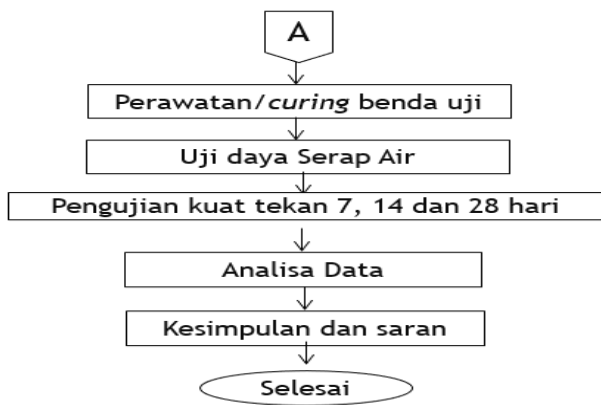 A
Perawatan/curing benda uji
Uji daya Serap Air
Pengujian kuat tekan 7, 14 dan 28 hari
Analisa Data
Kesimpulan dan saran
Selesai